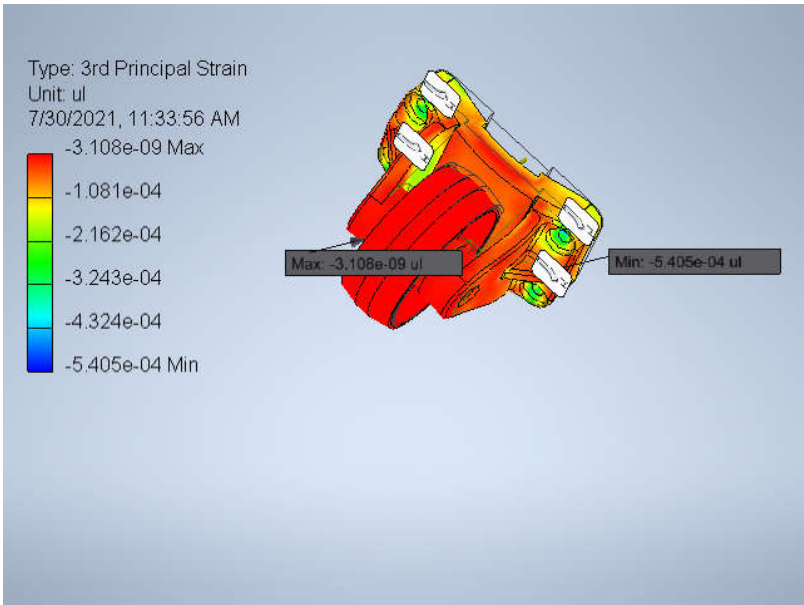 Type: 3rd Principal Strain
Unit: ul
7/30/2021, 11:33:56 AM
-3.108e-09 Max
-1.081e-04
-2.162e-04
-3.243e-04
-4.324e-04
-5.405e-04 Min
Max: -3.108e-09 ul
Min: -5.405e-04 ul